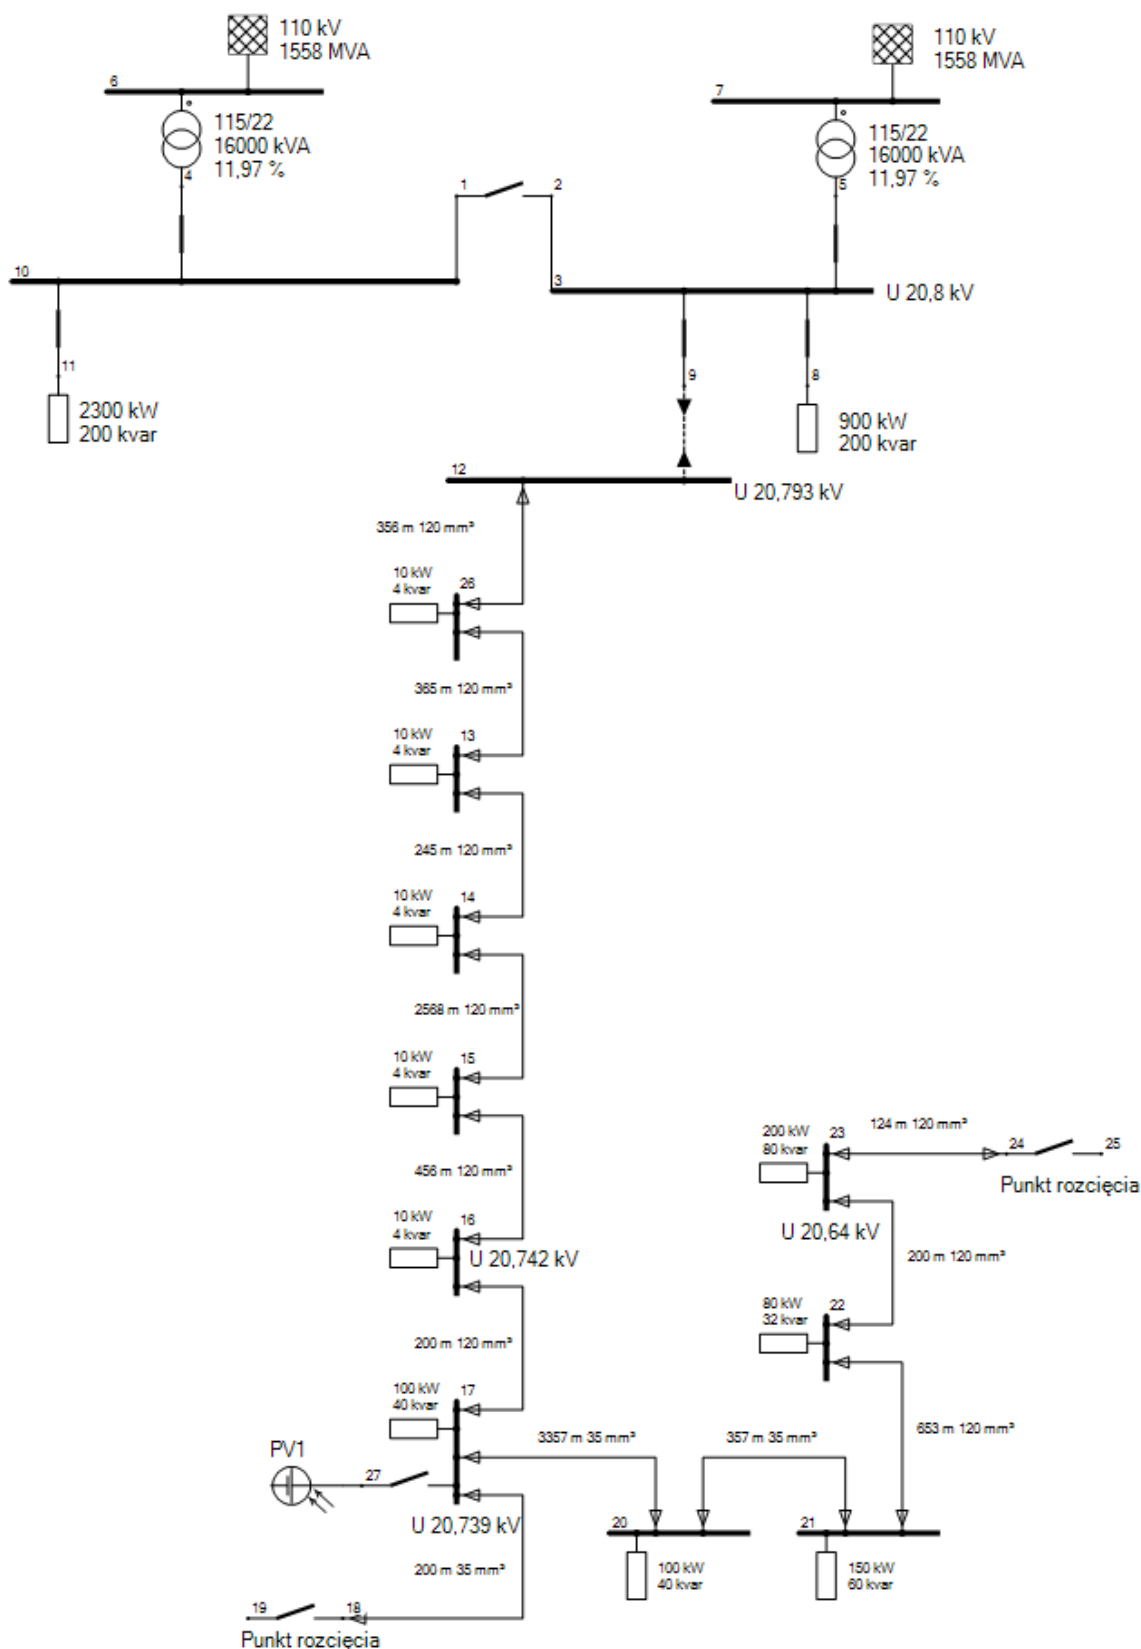 110 kV
1558 MVA
6
115/22
16000 kVA
11,97 %
4
110 kV
1558 MVA
7
115/22
16000 kVA
11,97 %
5
1
2
10
3
U 20,8 kV
11
2300 kW
200 kvar
9
8
900 kW
200 kvar
12
U 20,793 kV
356 m 120 mm²
10 kW
4 kvar
26
365 m 120 mm²
10 kW
4 kvar
13
245 m 120 mm²
10 kW
4 kvar
14
2568 m 120 mm²
10 kW
4 kvar
15
456 m 120 mm²
10 kW
4 kvar
16
U 20,742 kV
200 m 120 mm²
100 kW
40 kvar
17
PV1
27
U 20,739 kV
200 m 35 mm²
19
18
Punkt rozcięcia
3357 m 35 mm²
357 m 35 mm²
20
100 kW
40 kvar
21
150 kW
60 kvar
653 m 120 mm²
80 kW
32 kvar
22
200 m 120 mm²
200 kW
80 kvar
23
U 20,64 kV
124 m 120 mm²
24
25
Punkt rozcięcia